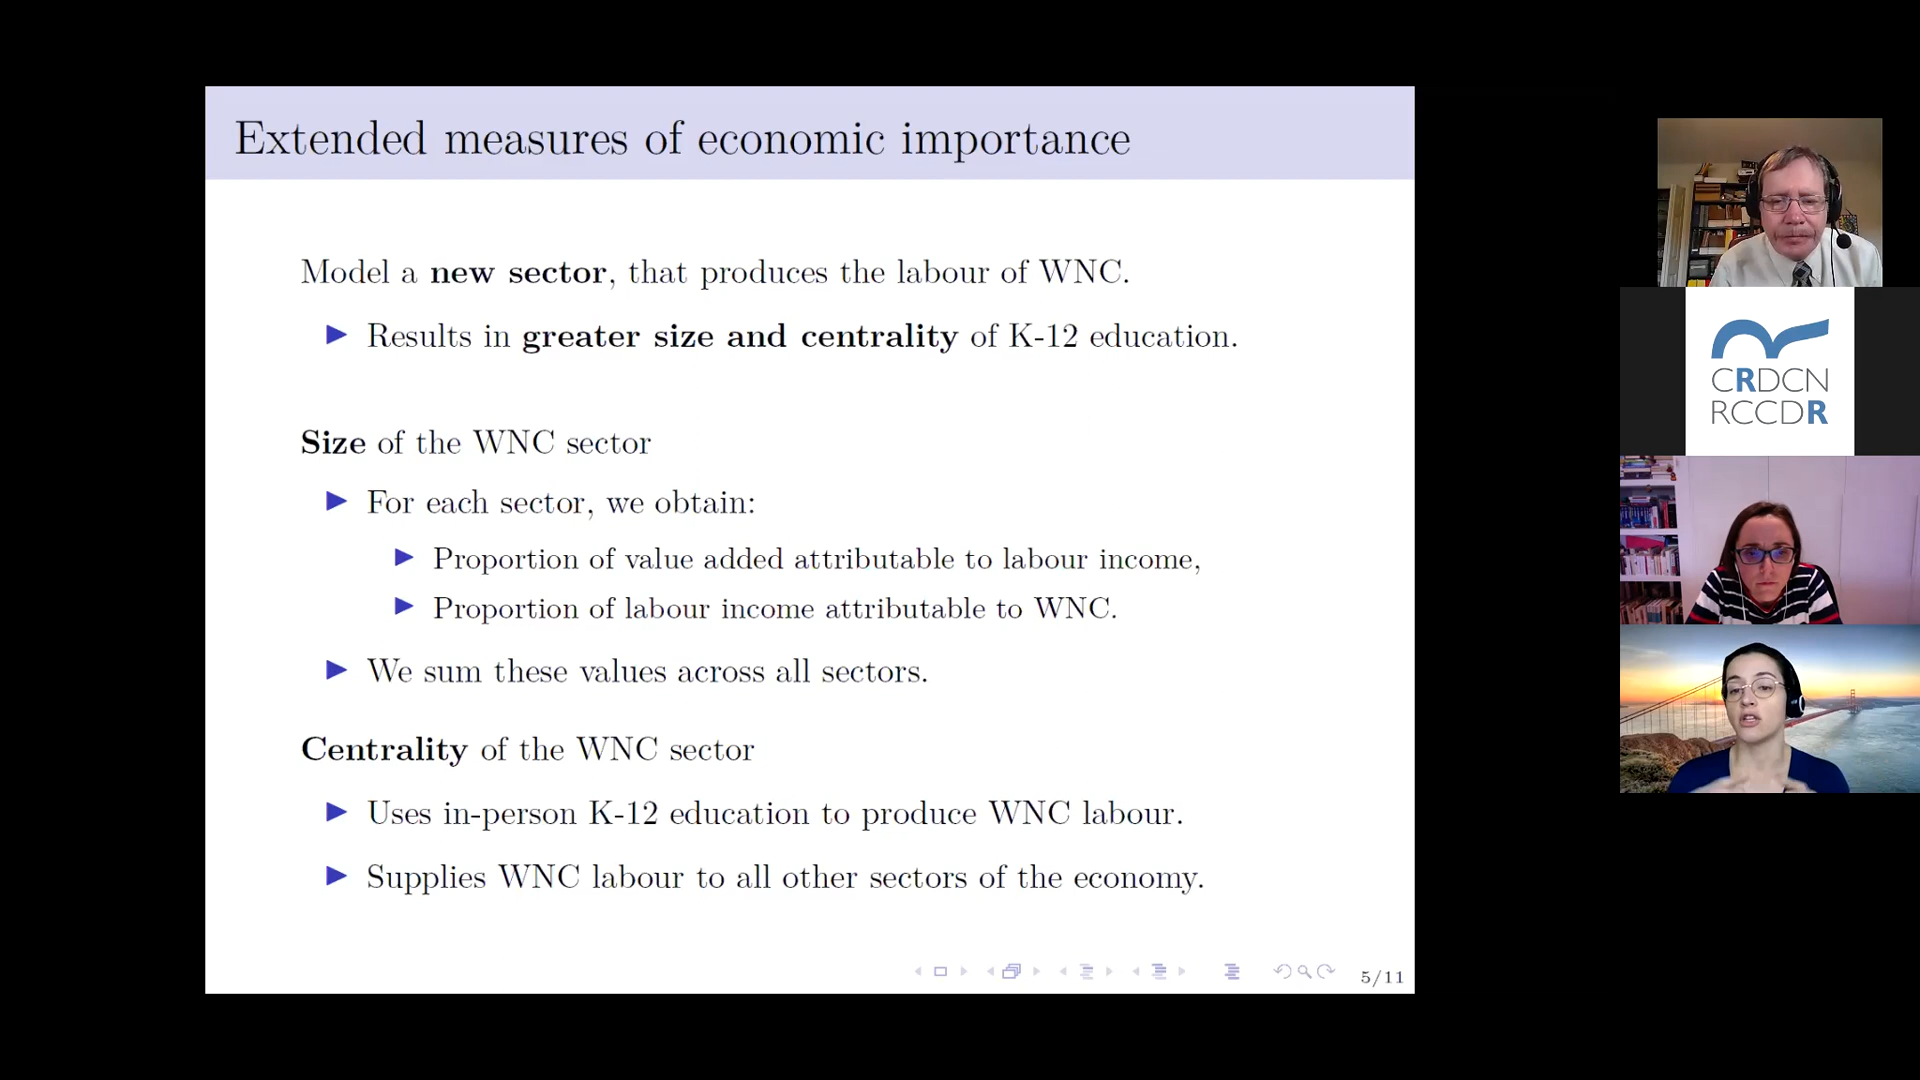 Extended measures of economic importance
Model a new sector, that produces the labour of WNC.
Results in greater size and centrality of K-12 education.
Size of the WNC sector
For each sector, we obtain:
Proportion of value added attributable to labour income,
Proportion of labour income attributable to WNC.
We sum these values across all sectors.
Centrality of the WNC sector
Uses in-person K-12 education to produce WNC labour.
Supplies WNC labour to all other sectors of the economy.
5/11
CRDCN
RCCDR